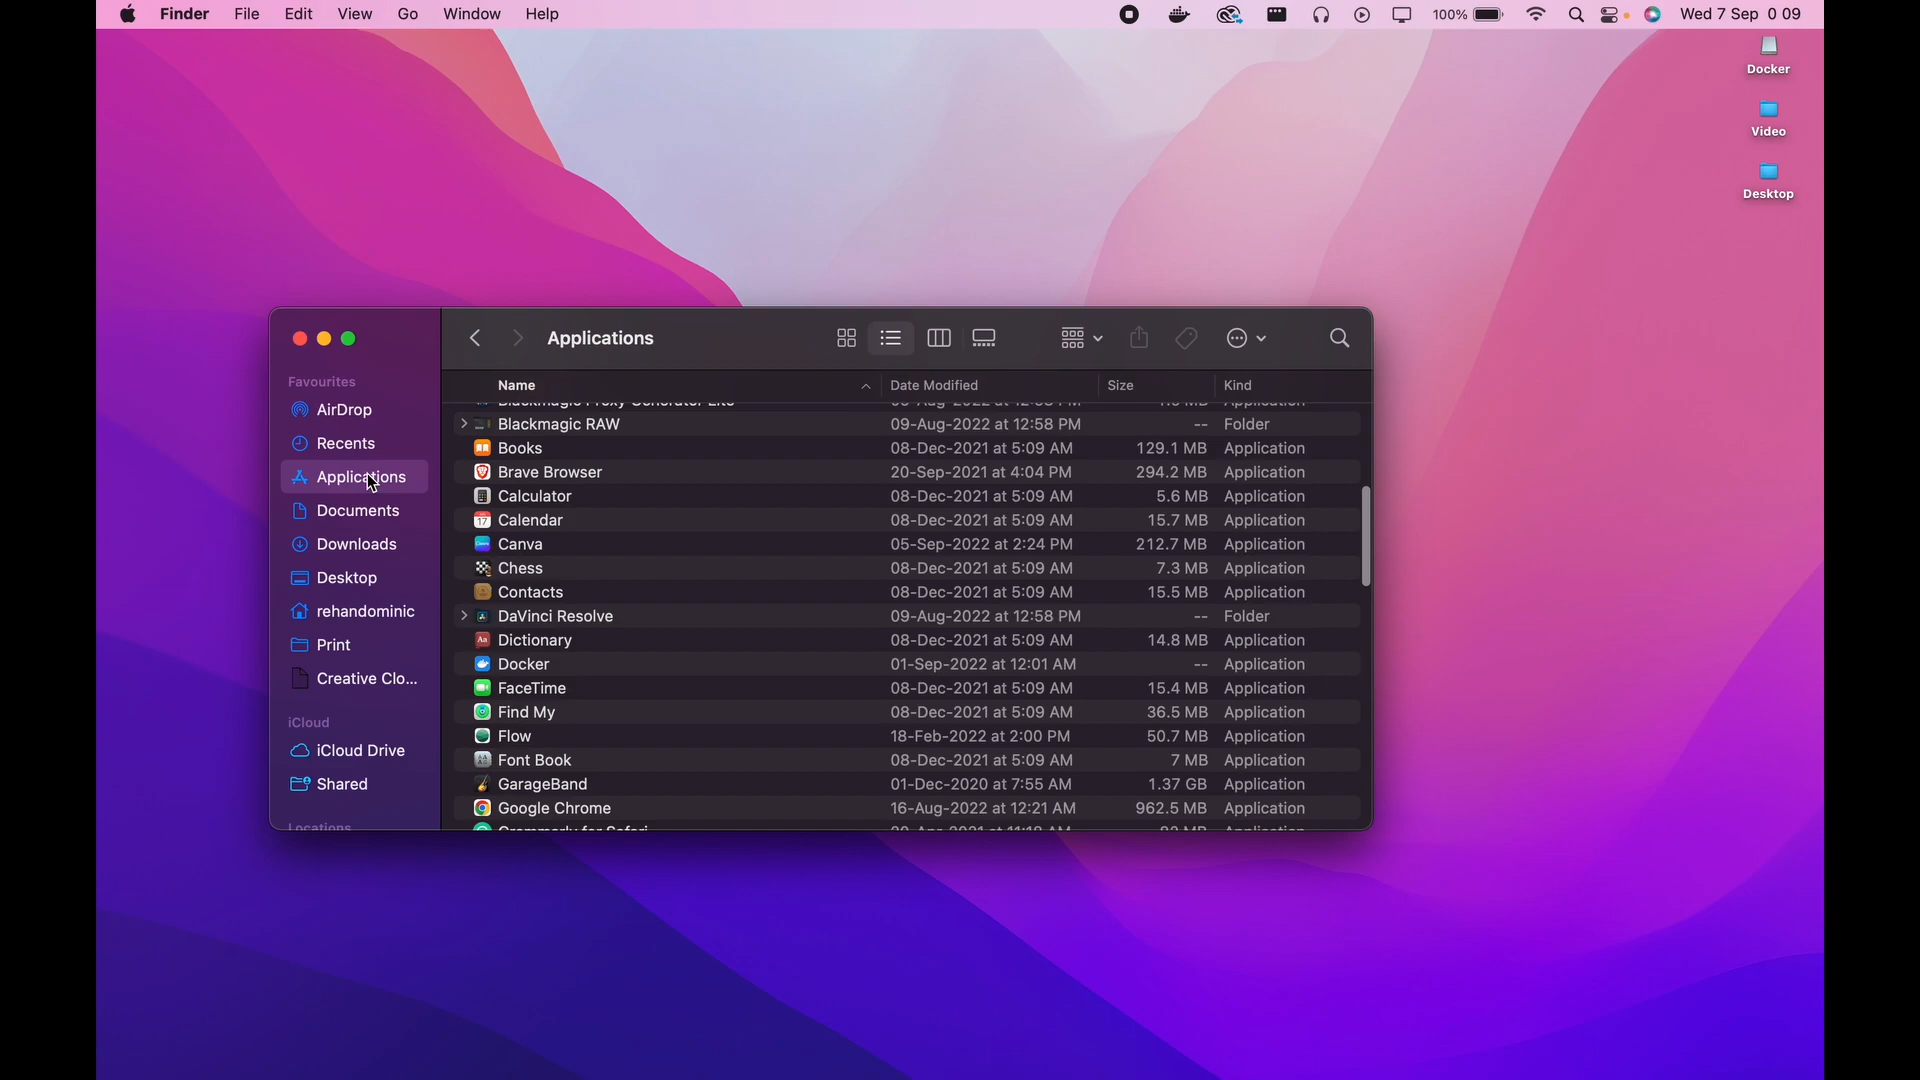 Finder File Edit View Go Window Help 100% Wed 7 Sep 0 09
Docker
Video
Desktop
Applications
Favourites
AirDrop
Recents
Applications
Documents
Downloads
Desktop
rehandominic
Print
Creative Clo...
iCloud
iCloud Drive
Shared
Locations
Name Date Modified Size Kind
Blackmagic RAW 09-Aug-2022 at 12:58 PM -- Folder
Books 08-Dec-2021 at 5:09 AM 129.1 MB Application
Brave Browser 20-Sep-2021 at 4:04 PM 294.2 MB Application
Calculator 08-Dec-2021 at 5:09 AM 5.6 MB Application
17 Calendar 08-Dec-2021 at 5:09 AM 15.7 MB Application
Canva 05-Sep-2022 at 2:24 PM 212.7 MB Application
Chess 08-Dec-2021 at 5:09 AM 7.3 MB Application
Contacts 08-Dec-2021 at 5:09 AM 15.5 MB Application
DaVinci Resolve 09-Aug-2022 at 12:58 PM -- Folder
Aa Dictionary 08-Dec-2021 at 5:09 AM 14.8 MB Application
Docker 01-Sep-2022 at 12:01 AM -- Application
FaceTime 08-Dec-2021 at 5:09 AM 15.4 MB Application
Find My 08-Dec-2021 at 5:09 AM 36.5 MB Application
Flow 18-Feb-2022 at 2:00 PM 50.7 MB Application
Font Book 08-Dec-2021 at 5:09 AM 7 MB Application
GarageBand 01-Dec-2020 at 7:55 AM 1.37 GB Application
Google Chrome 16-Aug-2022 at 12:21 AM 962.5 MB Application